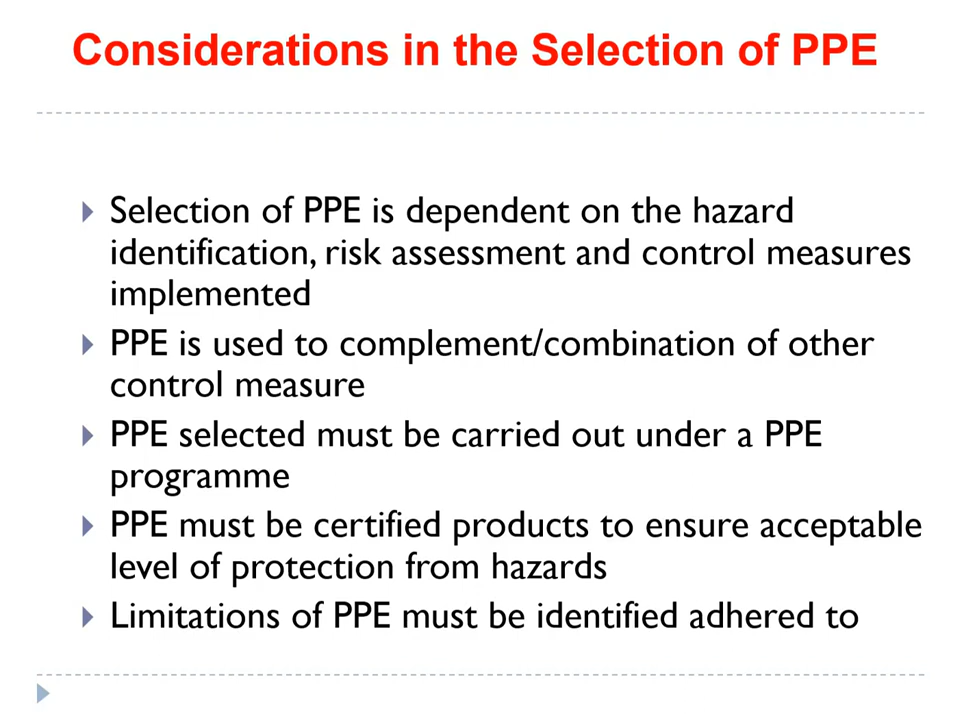 Considerations in the Selection of PPE
Selection of PPE is dependent on the hazard
identification, risk assessment and control measures
implemented
PPE is used to complement/combination of other
control measure
PPE selected must be carried out under a PPE
programme
PPE must be certified products to ensure acceptable
level of protection from hazards
Limitations of PPE must be identified adhered to